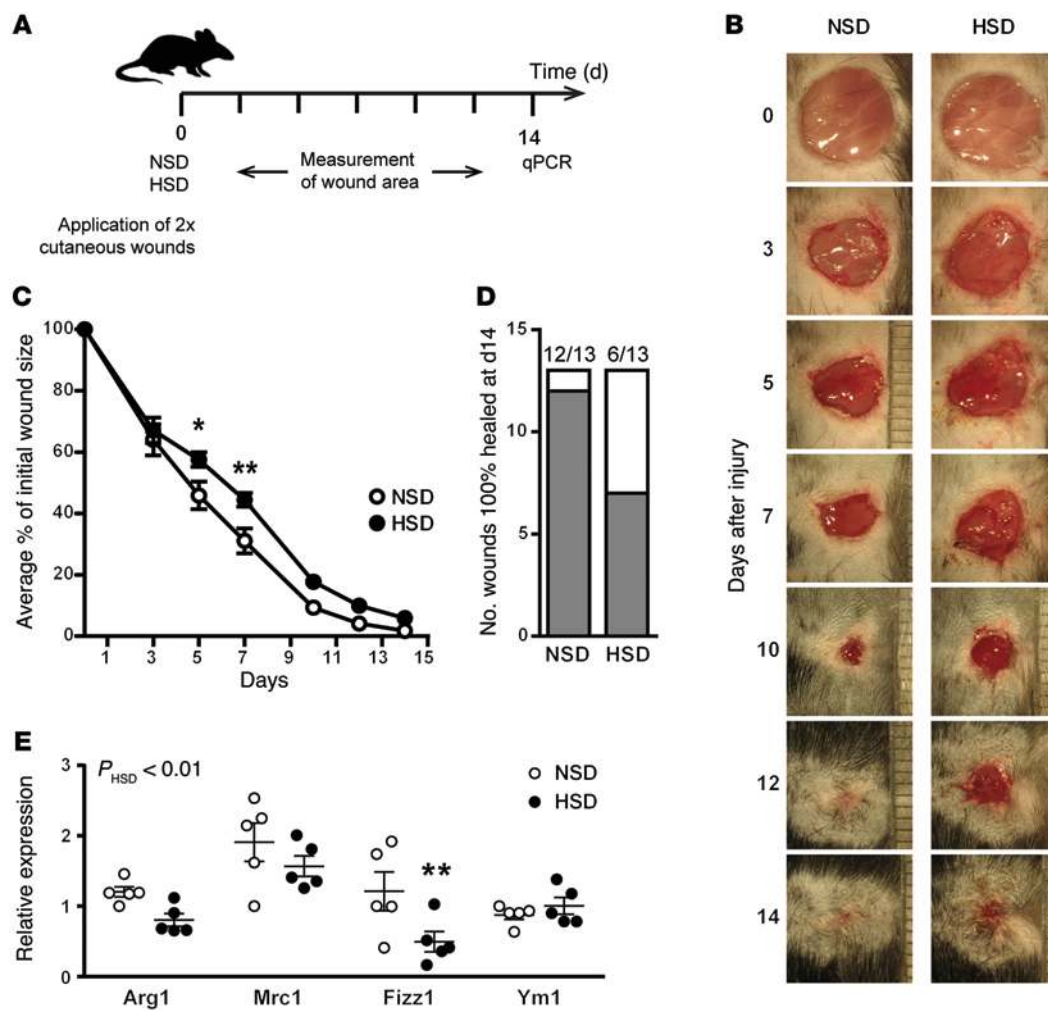 A
Time (d)
0
14
NSD
HSD
Measurement
of wound area
qPCR
Application of 2x
cutaneous wounds
B
NSD
HSD
Days after injury
0
3
5
7
10
12
14
C
Average % of initial wound size
100
80
60
40
20
0
*
**
NSD
HSD
1
3
5
7
9
11
13
15
Days
D
No. wounds 100% healed at d14
15
10
5
0
12/13
6/13
NSD
HSD
E
Relative expression
3
2
1
0
P HSD < 0.01
NSD
HSD
**
Arg1
Mrc1
Fizz1
Ym1